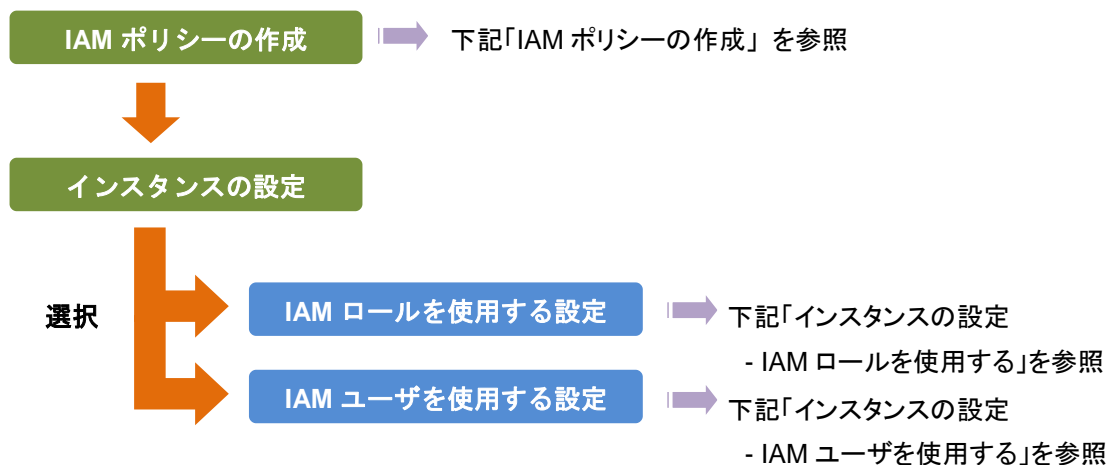 IAM ポリシーの作成
下記「IAM ポリシーの作成」を参照
インスタンスの設定
選択
IAM ロールを使用する設定
下記「インスタンスの設定
- IAM ロールを使用する」を参照
IAM ユーザを使用する設定
下記「インスタンスの設定
- IAM ユーザを使用する」を参照